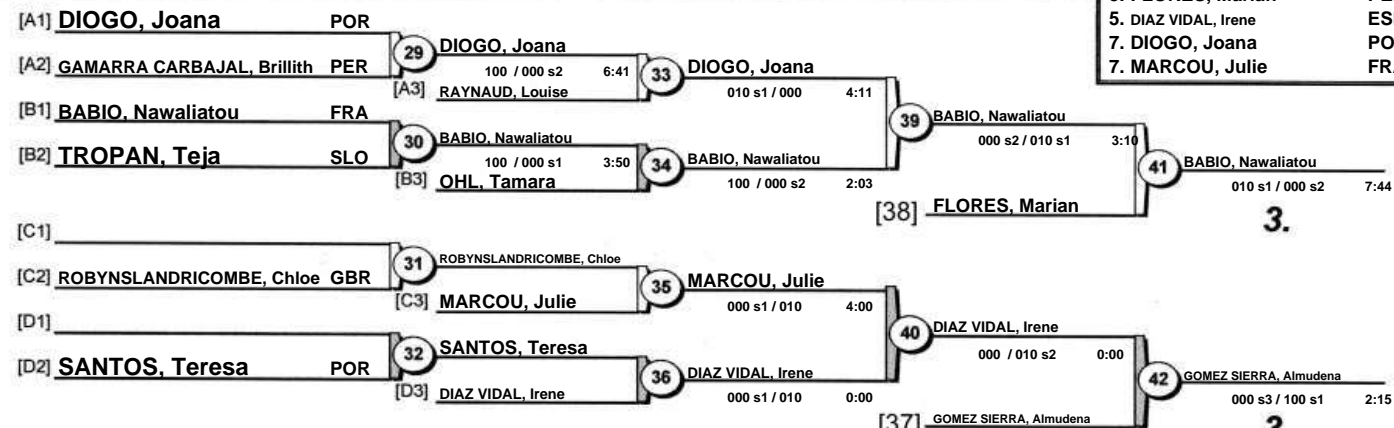 5. DIAZ VIDAL, Irene
7. DIOGO, Joana
7. MARCOU, Julie
[A1] DIOGO, Joana POR
[A2] GAMARRA CARBAJAL, Brillith PER
29 DIOGO, Joana
100 / 000 s2 6:41
[A3] RAYNAUD, Louise
33 DIOGO, Joana
010 s1 / 000 4:11
[B1] BABIO, Nawaliatou FRA
[B2] TROPAN, Teja SLO
30 BABIO, Nawaliatou
100 / 000 s1 3:50
[B3] OHL, Tamara
34 BABIO, Nawaliatou
100 / 000 s2 2:03
39 BABIO, Nawaliatou
000 s2 / 010 s1 3:10
[38] FLORES, Marian
41 BABIO, Nawaliatou
010 s1 / 000 s2 7:44
3.
[C1]
[C2] ROBYNSLANDRICOMBE, Chloe GBR
31 ROBYNSLANDRICOMBE, Chloe
[C3] MARCOU, Julie
35 MARCOU, Julie
000 s1 / 010 4:00
[D1]
[D2] SANTOS, Teresa POR
32 SANTOS, Teresa
[D3] DIAZ VIDAL, Irene
36 DIAZ VIDAL, Irene
000 s1 / 010 0:00
40 DIAZ VIDAL, Irene
000 / 010 s2 0:00
[37] GOMEZ SIERRA, Almudena
42 GOMEZ SIERRA, Almudena
000 s3 / 100 s1 2:15